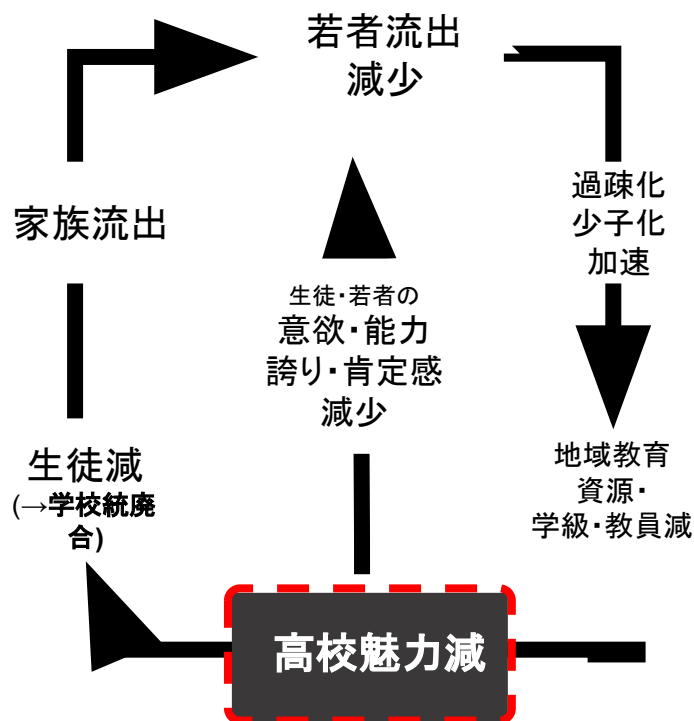 若者流出
減少
過疎化
少子化
加速
家族流出
生徒・若者の
意欲・能力
誇り・肯定感
減少
生徒減
(→学校統廃
合)
地域教育
資源・
学級・教員減
高校魅力減